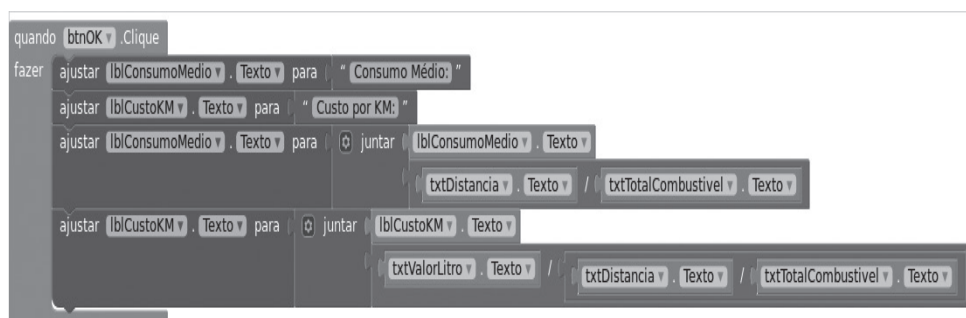 quando btnOK .Clique
fazer ajustar lblConsumoMedio . Texto para " Consumo Médio: "
ajustar lblCustoKM . Texto para " Custo por KM: "
ajustar lblConsumoMedio . Texto para juntar lblConsumoMedio . Texto
txtDistancia . Texto / txtTotalCombustivel . Texto
ajustar lblCustoKM . Texto para juntar lblCustoKM . Texto
txtValorLitro . Texto / txtDistancia . Texto / txtTotalCombustivel . Texto